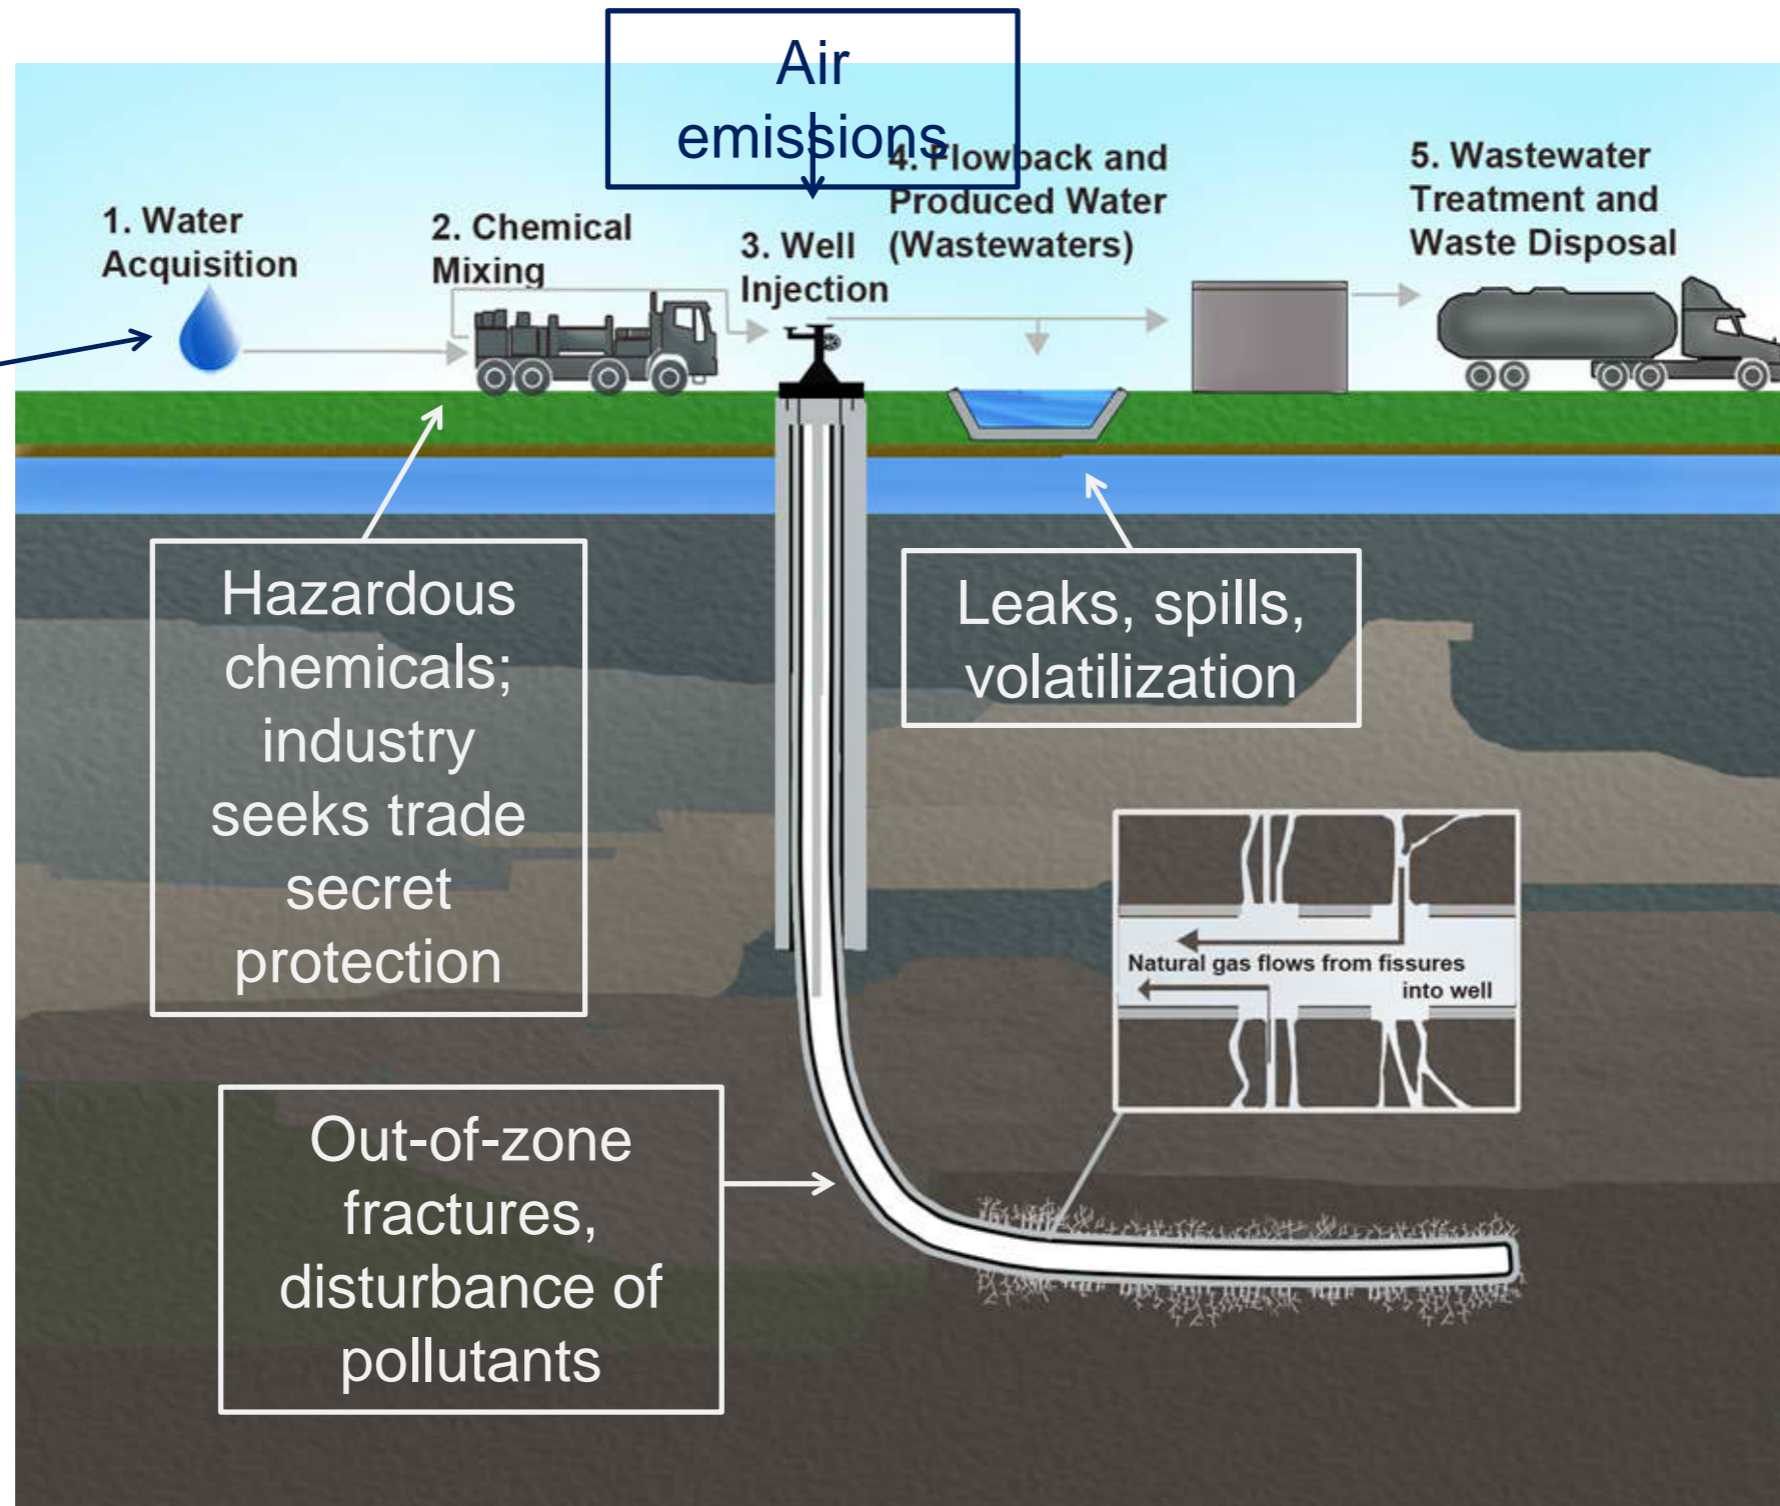 Air
emissions
1. Water
Acquisition
2. Chemical
Mixing
3. Well
Injection
4. Flowback and
Produced Water
(Wastewaters)
5. Wastewater
Treatment and
Waste Disposal
Hazardous
chemicals;
industry
seeks trade
secret
protection
Leaks, spills,
volatilization
Natural gas flows from fissures
into well
Out-of-zone
fractures,
disturbance of
pollutants